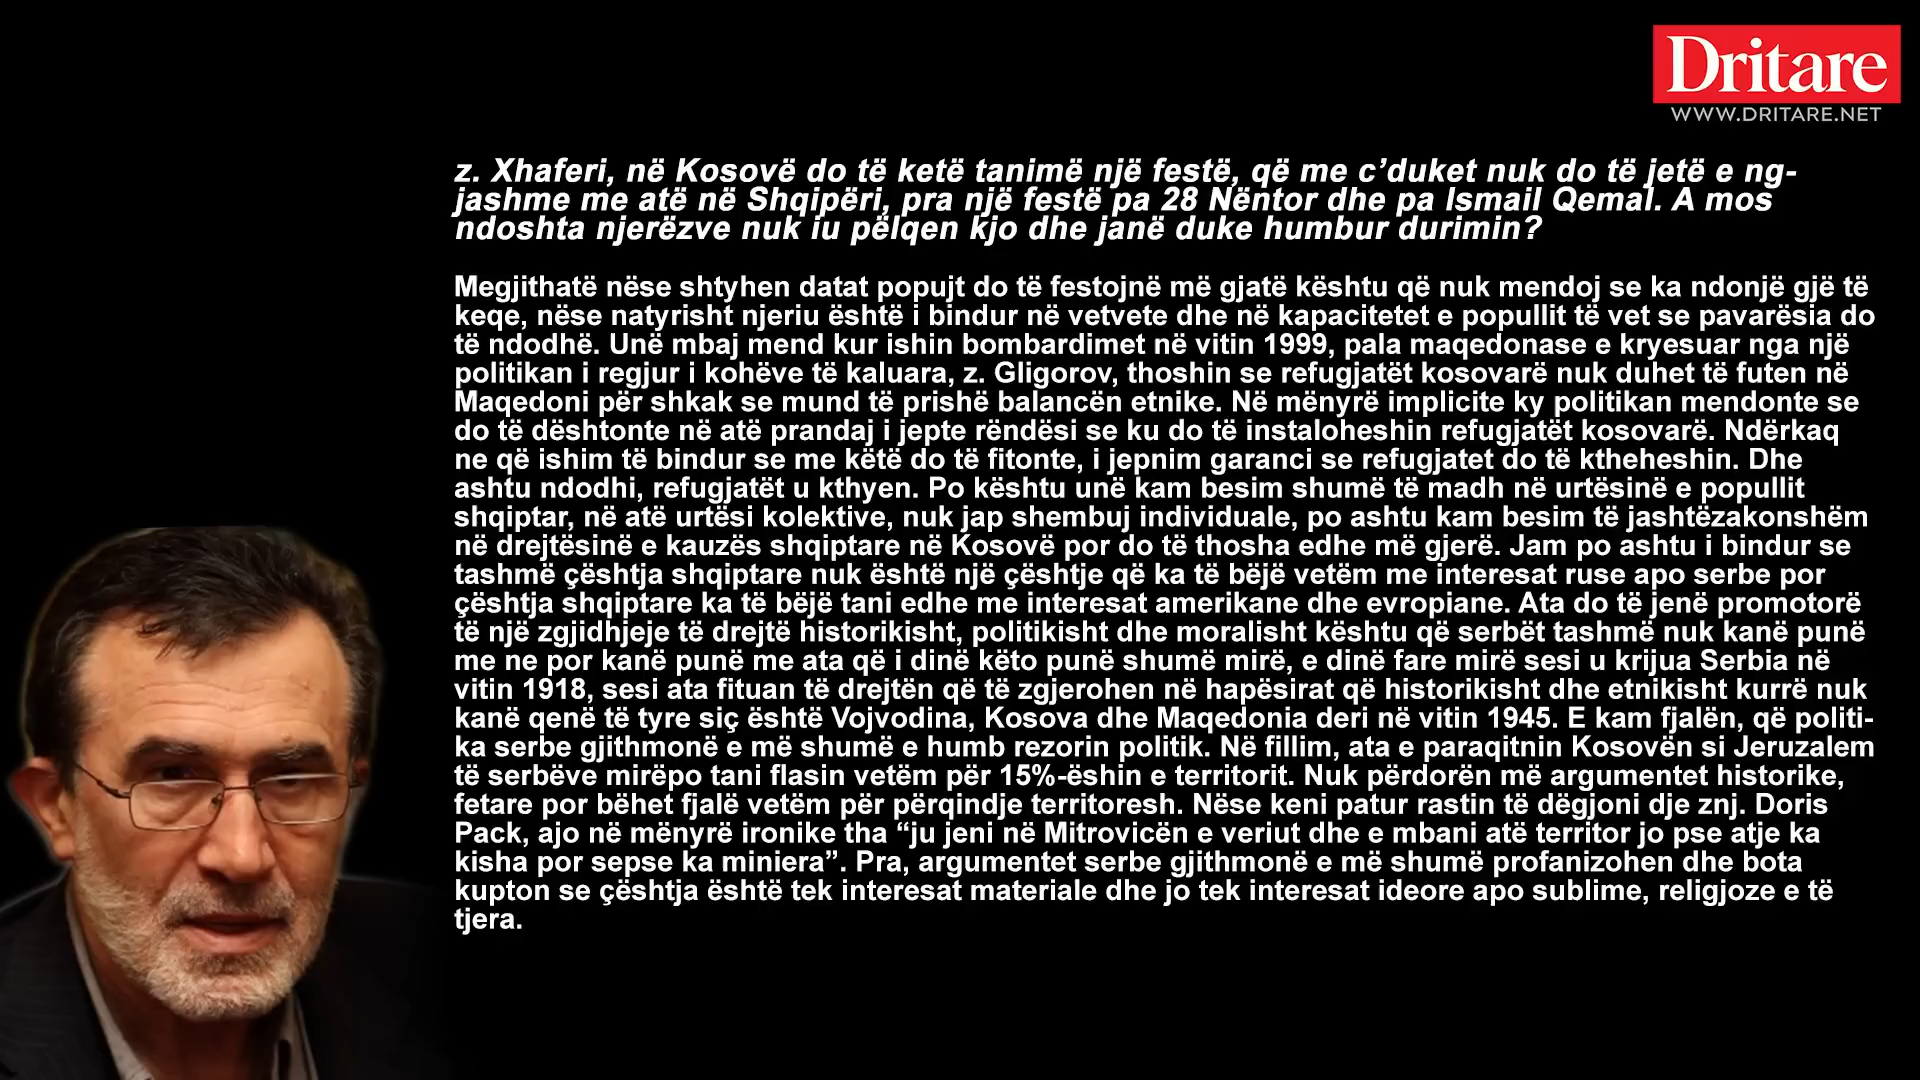 Dritare
WWW.DRITARE.NET
z. Xhaferi, në Kosovë do të ketë tanimë një festë, që me c’duket nuk do të jetë e ng-
jashme me atë në Shqipëri, pra një festë pa 28 Nëntor dhe pa Ismail Qemal. A mos
ndoshta njerëzve nuk iu pëlqen kjo dhe janë duke humbur durimin?
Megjithatë nëse shtyhen datat popujt do të festojnë më gjatë kështu që nuk mendoj se ka ndonjë gjë të
keqe, nëse natyrisht njeriu është i bindur në vetvete dhe në kapacitetet e popullit të vet se pavarësia do
të ndodhë. Unë mbaj mend kur ishin bombardimet në vitin 1999, pala maqedonase e kryesuar nga një
politikan i regjur i kohëve të kaluara, z. Gligorov, thoshin se refugjatët kosovarë nuk duhet të futen në
Maqedoni për shkak se mund të prishë balancën etnike. Në mënyrë implicite ky politikan mendonte se
do të dështonte në atë prandaj i jepte rëndësi se ku do të instaloheshin refugjatët kosovarë. Ndërkaq
ne që ishim të bindur se me këtë do të fitonte, i jepnim garanci se refugjatet do të ktheheshin. Dhe
ashtu ndodhi, refugjatët u kthyen. Po kështu unë kam besim shumë të madh në urtësinë e popullit
shqiptar, në atë urtësi kolektive, nuk jap shembuj individuale, po ashtu kam besim të jashtëzakonshëm
në drejtësinë e kauzës shqiptare në Kosovë por do të thosha edhe më gjerë. Jam po ashtu i bindur se
tashmë çështja shqiptare nuk është një çështje që ka të bëjë vetëm me interesat ruse apo serbe por
çështja shqiptare ka të bëjë tani edhe me interesat amerikane dhe evropiane. Ata do të jenë promotorë
të një zgjidhjeje të drejtë historikisht, politikisht dhe moralisht kështu që serbët tashmë nuk kanë punë
me ne por kanë punë me ata që i dinë këto punë shumë mirë, e dinë fare mirë sesi u krijua Serbia në
vitin 1918, sesi ata fituan të drejtën që të zgjerohen në hapësirat që historikisht dhe etnikisht kurrë nuk
kanë qenë të tyre siç është Vojvodina, Kosova dhe Maqedonia deri në vitin 1945. E kam fjalën, që politi-
ka serbe gjithmonë e më shumë e humb rezorin politik. Në fillim, ata e paraqitnin Kosovën si Jeruzalem
të serbëve mirëpo tani flasin vetëm për 15%-ëshin e territorit. Nuk përdorën më argumentet historike,
fetare por bëhet fjalë vetëm për përqindje territoresh. Nëse keni patur rastin të dëgjoni dje znj. Doris
Pack, ajo në mënyrë ironike tha “ju jeni në Mitrovicën e veriut dhe e mbani atë territor jo pse atje ka
kisha por sepse ka miniera”. Pra, argumentet serbe gjithmonë e më shumë profanizohen dhe bota
kupton se çështja është tek interesat materiale dhe jo tek interesat ideore apo sublime, religjoze e të
tjera.